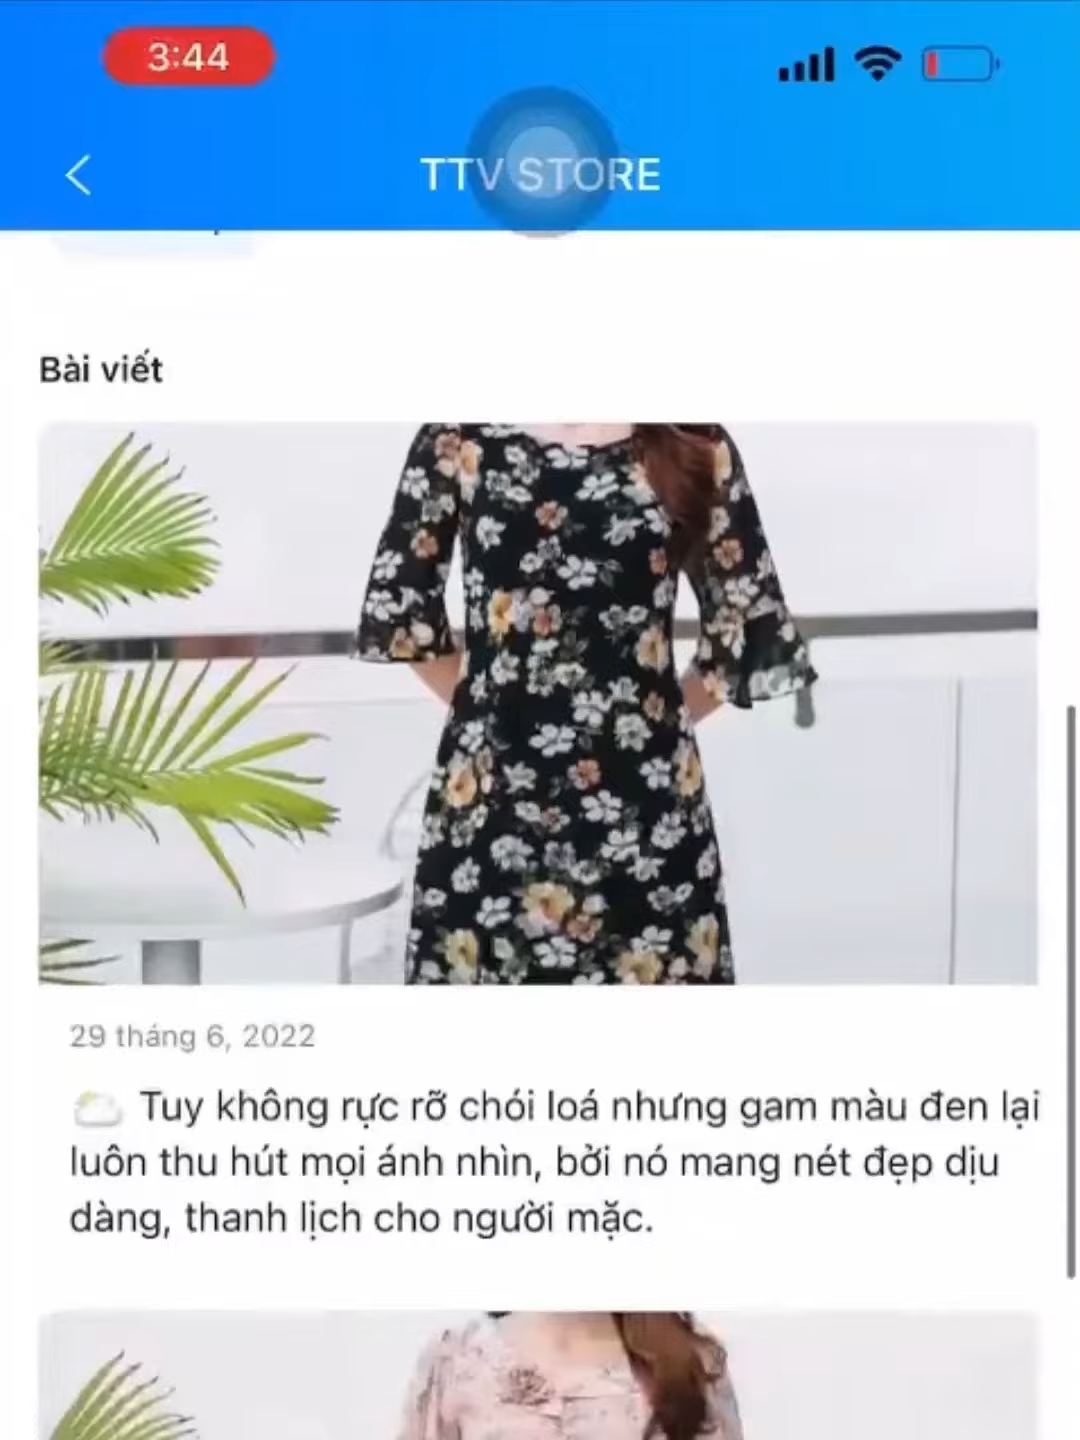 3:44
TTV STORE
Bài viết
29 tháng 6, 2022
Tuy không rực rỡ chói loá nhưng gam màu đen lại
luôn thu hút mọi ánh nhìn, bởi nó mang nét đẹp dịu
dàng, thanh lịch cho người mặc.